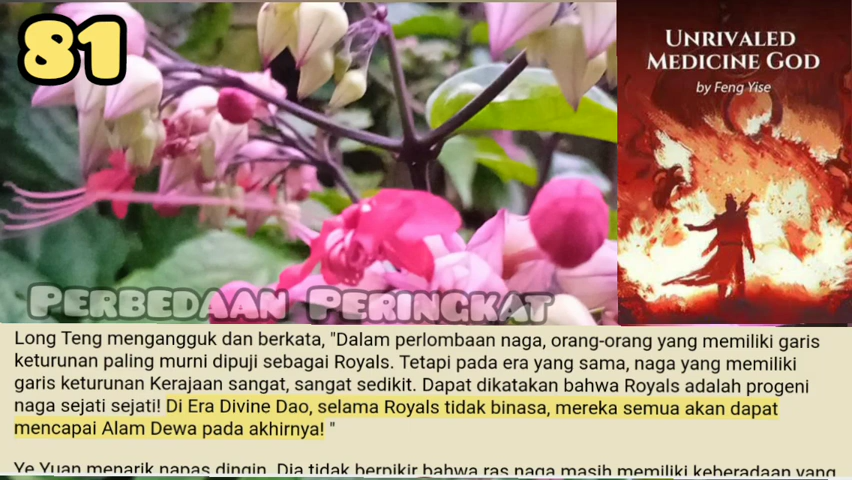 81
UNRIVALED
MEDICINE GOD
by Feng Yise
PERBEDAAN PERINGKAT
Long Teng mengangguk dan berkata, "Dalam perlombaan naga, orang-orang yang memiliki garis
keturunan paling murni dipuji sebagai Royals. Tetapi pada era yang sama, naga yang memiliki
garis keturunan Kerajaan sangat, sangat sedikit. Dapat dikatakan bahwa Royals adalah progeni
naga sejati sejati! Di Era Divine Dao, selama Royals tidak binasa, mereka semua akan dapat
mencapai Alam Dewa pada akhirnya! "
Ye Yuan menarik napas dingin. Dia tidak berpikir bahwa ras naga masih memiliki keberadaan yang